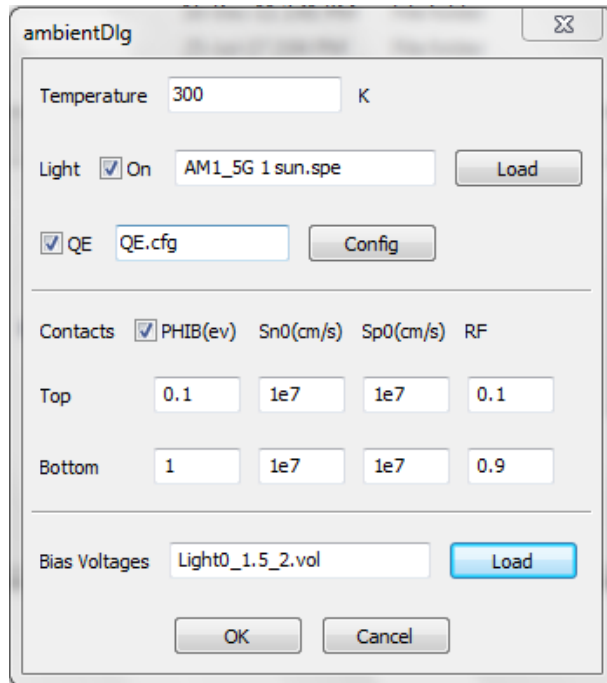 ambientDlg
Temperature 300 K
Light On AM1_5G 1 sun.spe Load
QE QE.cfg Config
Contacts PHIB(ev) Sn0(cm/s) Sp0(cm/s) RF
Top 0.1 1e7 1e7 0.1
Bottom 1 1e7 1e7 0.9
Bias Voltages Light0_1.5_2.vol Load
OK Cancel